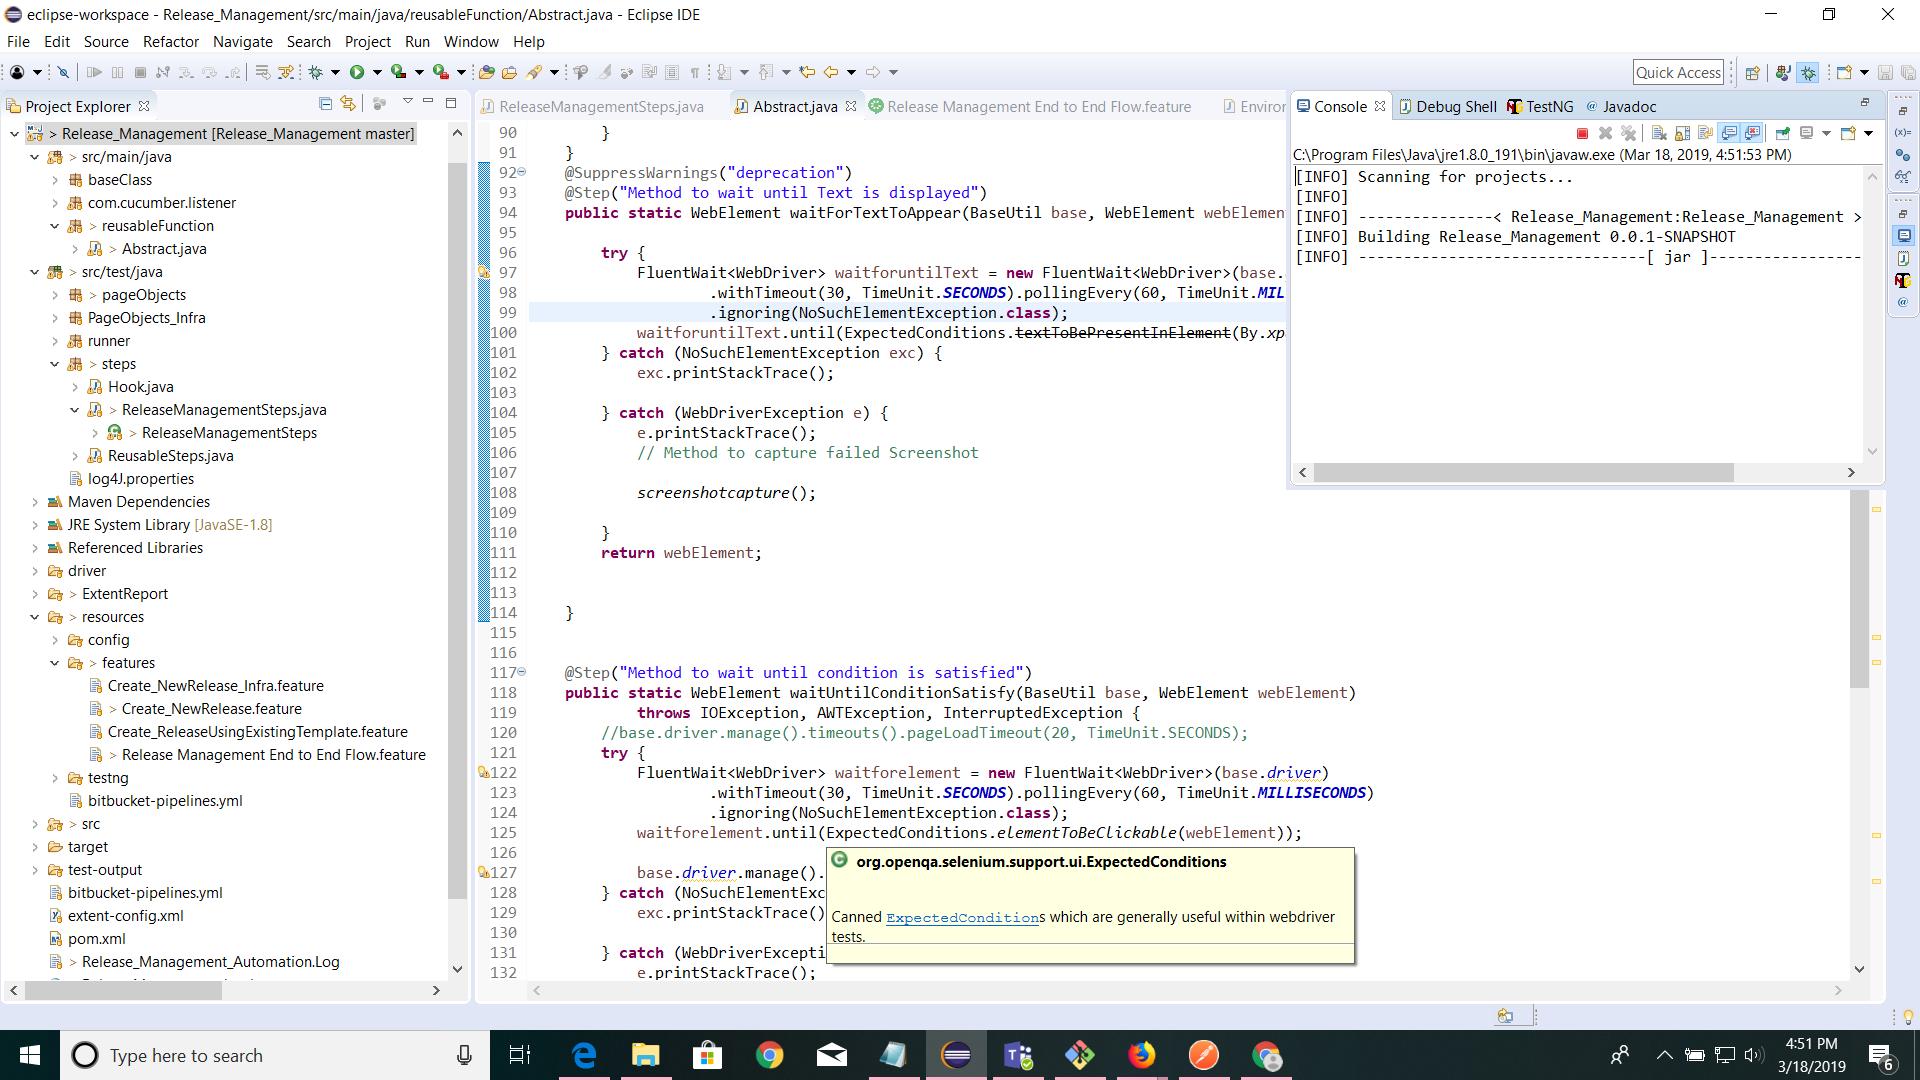 eclipse-workspace - Release_Management/src/main/java/reusableFunction/Abstract.java - Eclipse IDE
File Edit Source Refactor Navigate Search Project Run Window Help
Quick Access
Project Explorer
> Release_Management [Release_Management master]
> src/main/java
> baseClass
com.cucumber.listener
> reusableFunction
> Abstract.java
> src/test/java
> pageObjects
PageObjects_Infra
runner
> steps
Hook.java
> ReleaseManagementSteps.java
> ReleaseManagementSteps
ReusableSteps.java
log4J.properties
Maven Dependencies
JRE System Library [JavaSE-1.8]
Referenced Libraries
driver
> ExtentReport
> resources
config
> features
Create_NewRelease_Infra.feature
> Create_NewRelease.feature
Create_ReleaseUsingExistingTemplate.feature
> Release Management End to End Flow.feature
testng
bitbucket-pipelines.yml
> src
target
test-output
bitbucket-pipelines.yml
extent-config.xml
pom.xml
> Release_Management_Automation.Log
ReleaseManagementSteps.java Abstract.java Release Management End to End Flow.feature Enviror
90 }
91 }
92 @SuppressWarnings("deprecation")
93 @Step("Method to wait until Text is displayed")
94 public static WebElement waitForTextToAppear(BaseUtil base, WebElement webElemen
95
96 try {
97 FluentWait<WebDriver> waitforuntilText = new FluentWait<WebDriver>(base.
98 .withTimeout(30, TimeUnit.SECONDS).pollingEvery(60, TimeUnit.MIL
99 .ignoring(NoSuchElementException.class);
100 waitforuntilText.until(ExpectedConditions.textToBePresentInElement(By.xp
101 } catch (NoSuchElementException exc) {
102 exc.printStackTrace();
103
104 } catch (WebDriverException e) {
105 e.printStackTrace();
106 // Method to capture failed Screenshot
107
108 screenshotcapture();
109
110 }
111 return webElement;
112
113
114 }
115
116
117 @Step("Method to wait until condition is satisfied")
118 public static WebElement waitUntilConditionSatisfy(BaseUtil base, WebElement webElement)
119 throws IOException, AWTException, InterruptedException {
120 //base.driver.manage().timeouts().pageLoadTimeout(20, TimeUnit.SECONDS);
121 try {
122 FluentWait<WebDriver> waitforelement = new FluentWait<WebDriver>(base.driver)
123 .withTimeout(30, TimeUnit.SECONDS).pollingEvery(60, TimeUnit.MILLISECONDS)
124 .ignoring(NoSuchElementException.class);
125 waitforelement.until(ExpectedConditions.elementToBeClickable(webElement));
126
127 base.driver.manage().
128 } catch (NoSuchElementExc
129 exc.printStackTrace()
130
131 } catch (WebDriverExcepti
132 e.printStackTrace();
org.openqa.selenium.support.ui.ExpectedConditions
Canned ExpectedConditions which are generally useful within webdriver
tests.
Console Debug Shell TestNG Javadoc
C:\Program Files\Java\jre1.8.0_191\bin\javaw.exe (Mar 18, 2019, 4:51:53 PM)
[INFO] Scanning for projects...
[INFO]
[INFO] ---------------< Release_Management:Release_Management >
[INFO] Building Release_Management 0.0.1-SNAPSHOT
[INFO] --------------------------------[ jar ]-----------------
Type here to search
4:51 PM
3/18/2019
6